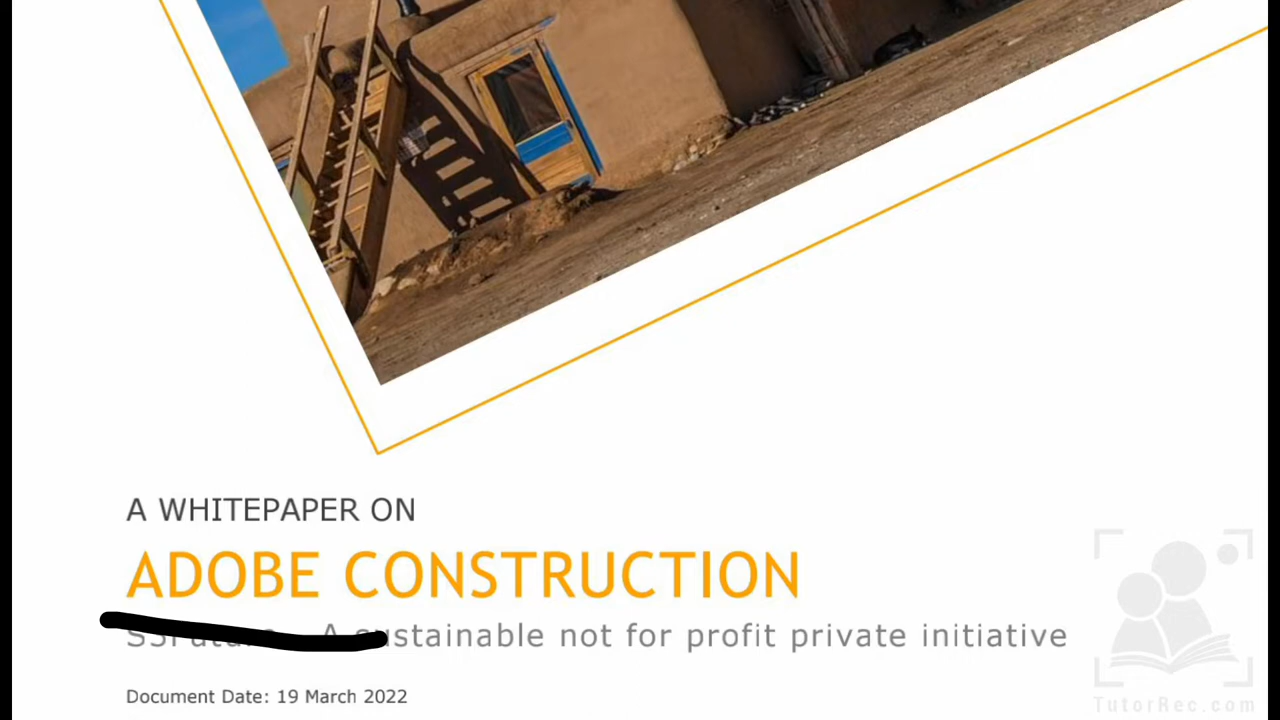 A WHITEPAPER ON
ADOBE CONSTRUCTION
A sustainable not for profit private initiative
Document Date: 19 March 2022
TutorRec.com